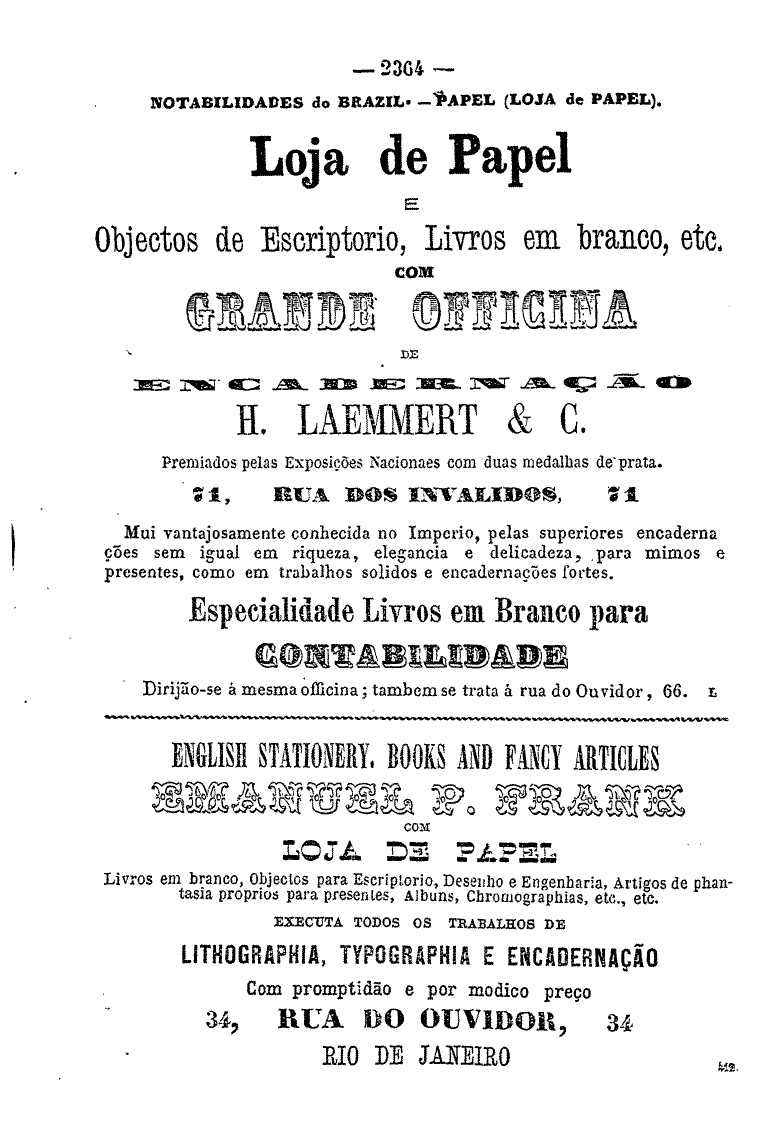 — 2364 —
NOTABILIDADES do BRAZIL. — PAPEL (LOJA de PAPEL).
Loja de Papel
E
Objectos de Escriptorio, Livros em branco, etc.
COM
GRANDE OFFICINA
DE
ENCADERNAÇÃO
H. LAEMMERT & C.
Premiados pelas Exposições Nacionaes com duas medalhas de prata.
71, RUA DOS INVALIDOS, 71
Mui vantajosamente conhecida no Imperio, pelas superiores encaderna
ções sem igual em riqueza, elegancia e delicadeza, para mimos e
presentes, como em trabalhos solidos e encadernações fortes.
Especialidade Livros em Branco para
CONTABILIDADE
Dirijão-se á mesma officina; tambem se trata á rua do Ouvidor, 66. L
ENGLISH STATIONERY. BOOKS AND FANCY ARTICLES
EMANUEL P. FRANK
COM
LOJA DE PAPEL
Livros em branco, Objectos para Escriptorio, Desenho e Engenharia, Artigos de phan-
tasia proprios para presentes, Albuns, Chromographias, etc., etc.
EXECUTA TODOS OS TRABALHOS DE
LITHOGRAPHIA, TYPOGRAPHIA E ENCADERNAÇÃO
Com promptidão e por modico preço
34, RUA DO OUVIDOR, 34
RIO DE JANEIRO